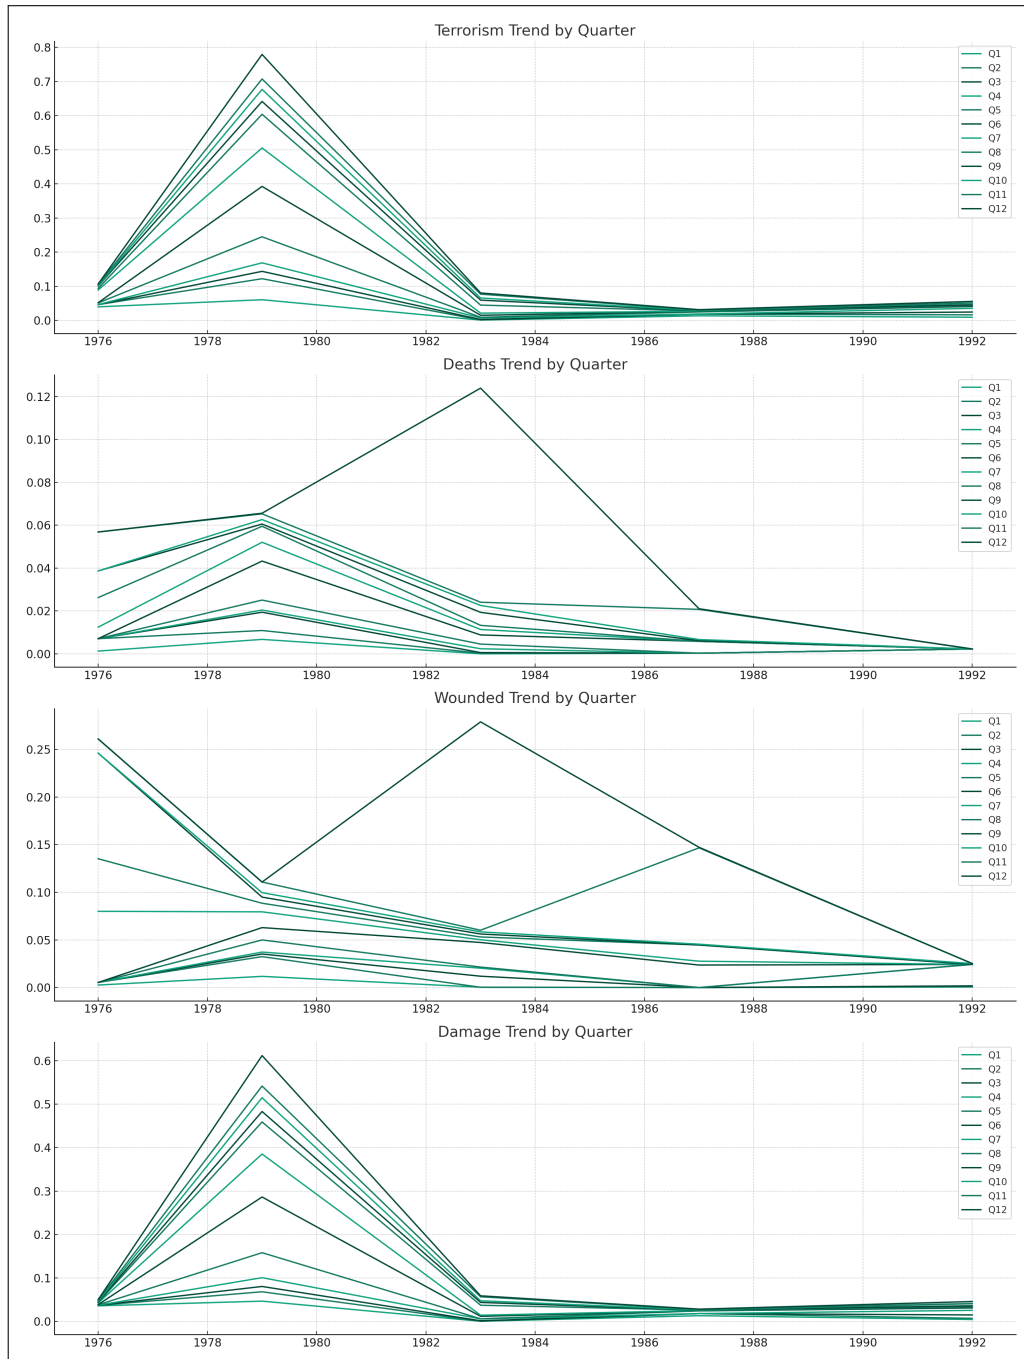 Terrorism Trend by Quarter
0.8
0.7
0.6
0.5
0.4
0.3
0.2
0.1
0.0
Q1
Q2
Q3
Q4
Q5
Q6
Q7
Q8
Q9
Q10
Q11
Q12
1976 1978 1980 1982 1984 1986 1988 1990 1992
Deaths Trend by Quarter
0.12
0.10
0.08
0.06
0.04
0.02
0.00
Q1
Q2
Q3
Q4
Q5
Q6
Q7
Q8
Q9
Q10
Q11
Q12
1976 1978 1980 1982 1984 1986 1988 1990 1992
Wounded Trend by Quarter
0.25
0.20
0.15
0.10
0.05
0.00
Q1
Q2
Q3
Q4
Q5
Q6
Q7
Q8
Q9
Q10
Q11
Q12
1976 1978 1980 1982 1984 1986 1988 1990 1992
Damage Trend by Quarter
0.6
0.5
0.4
0.3
0.2
0.1
0.0
Q1
Q2
Q3
Q4
Q5
Q6
Q7
Q8
Q9
Q10
Q11
Q12
1976 1978 1980 1982 1984 1986 1988 1990 1992